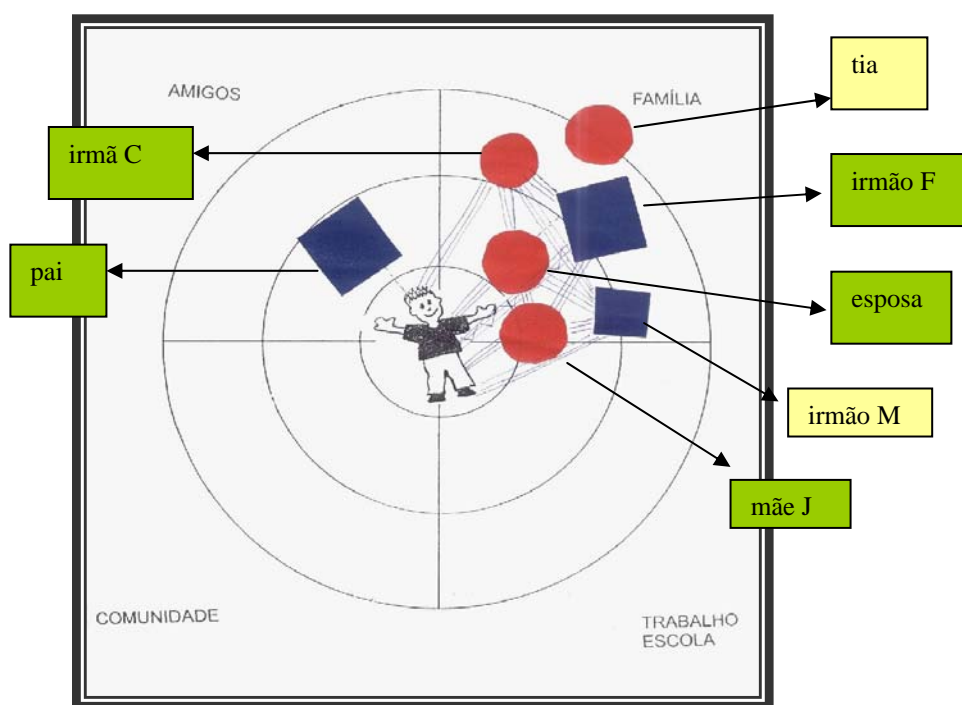 tia
AMIGOS
FAMÍLIA
irmã C
irmão F
pai
esposa
irmão M
mãe J
COMUNIDADE
TRABALHO
ESCOLA